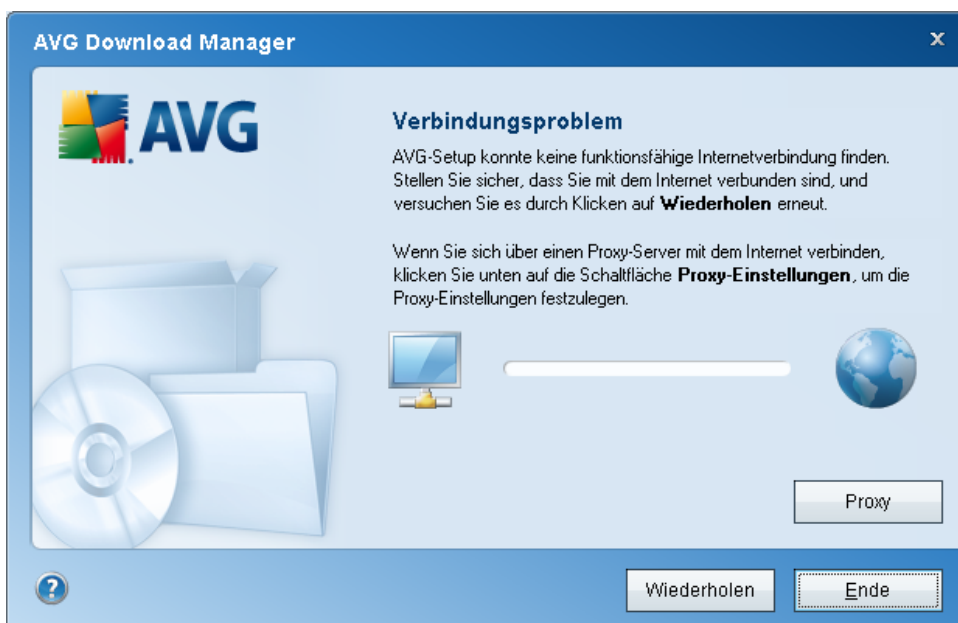 AVG Download Manager
x
AVG
Verbindungsproblem
AVG-Setup konnte keine funktionsfähige Internetverbindung finden.
Stellen Sie sicher, dass Sie mit dem Internet verbunden sind, und
versuchen Sie es durch Klicken auf Wiederholen erneut.
Wenn Sie sich über einen Proxy-Server mit dem Internet verbinden,
klicken Sie unten auf die Schaltfläche Proxy-Einstellungen, um die
Proxy-Einstellungen festzulegen.
Proxy
?
Wiederholen
Ende